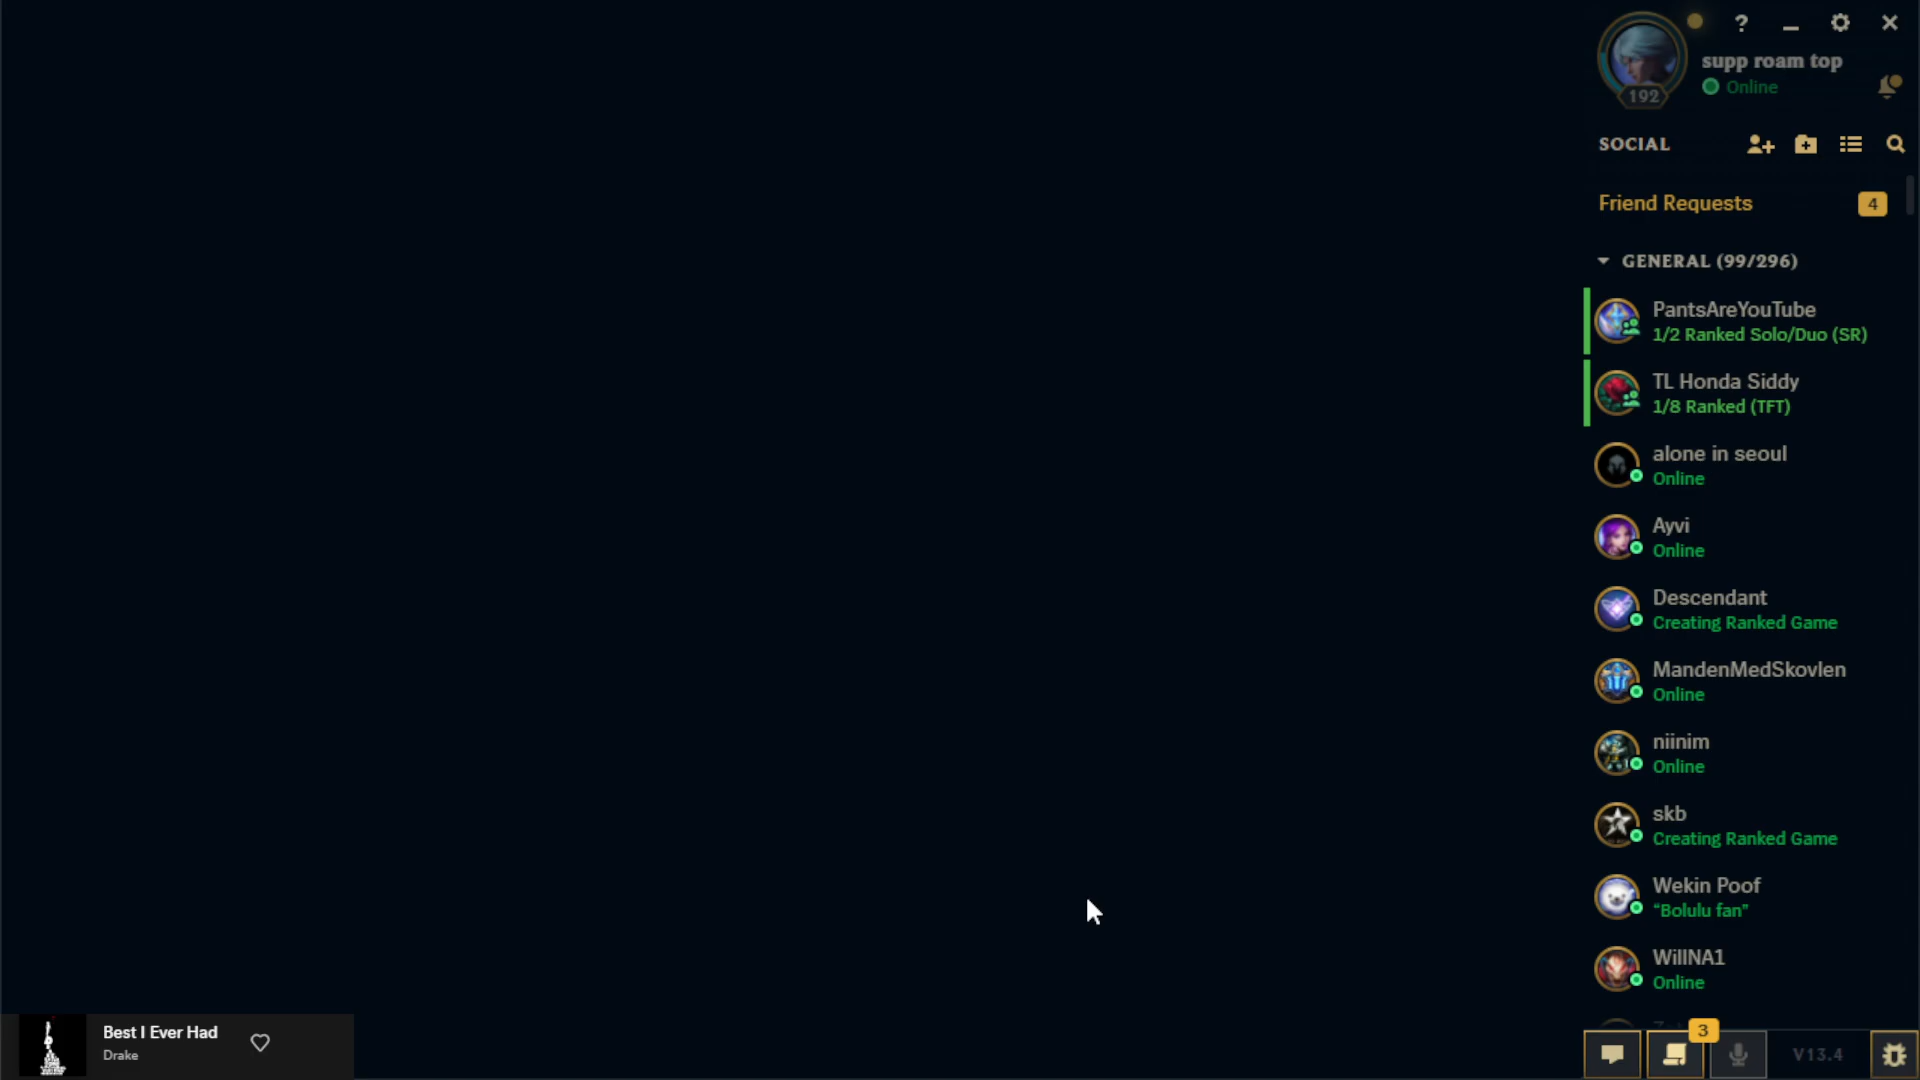 ?
supp roam top
192
Online
SOCIAL
Friend Requests
4
GENERAL (99/296)
PantsAreYouTube
1/2 Ranked Solo/Duo (SR)
TL Honda Siddy
1/8 Ranked (TFT)
alone in seoul
Online
Ayvi
Online
Descendant
Creating Ranked Game
MandenMedSkovlen
Online
niinim
Online
skb
Creating Ranked Game
Wekin Poof
“Bolulu fan”
WillNA1
Online
Best I Ever Had
Drake
3
V13.4